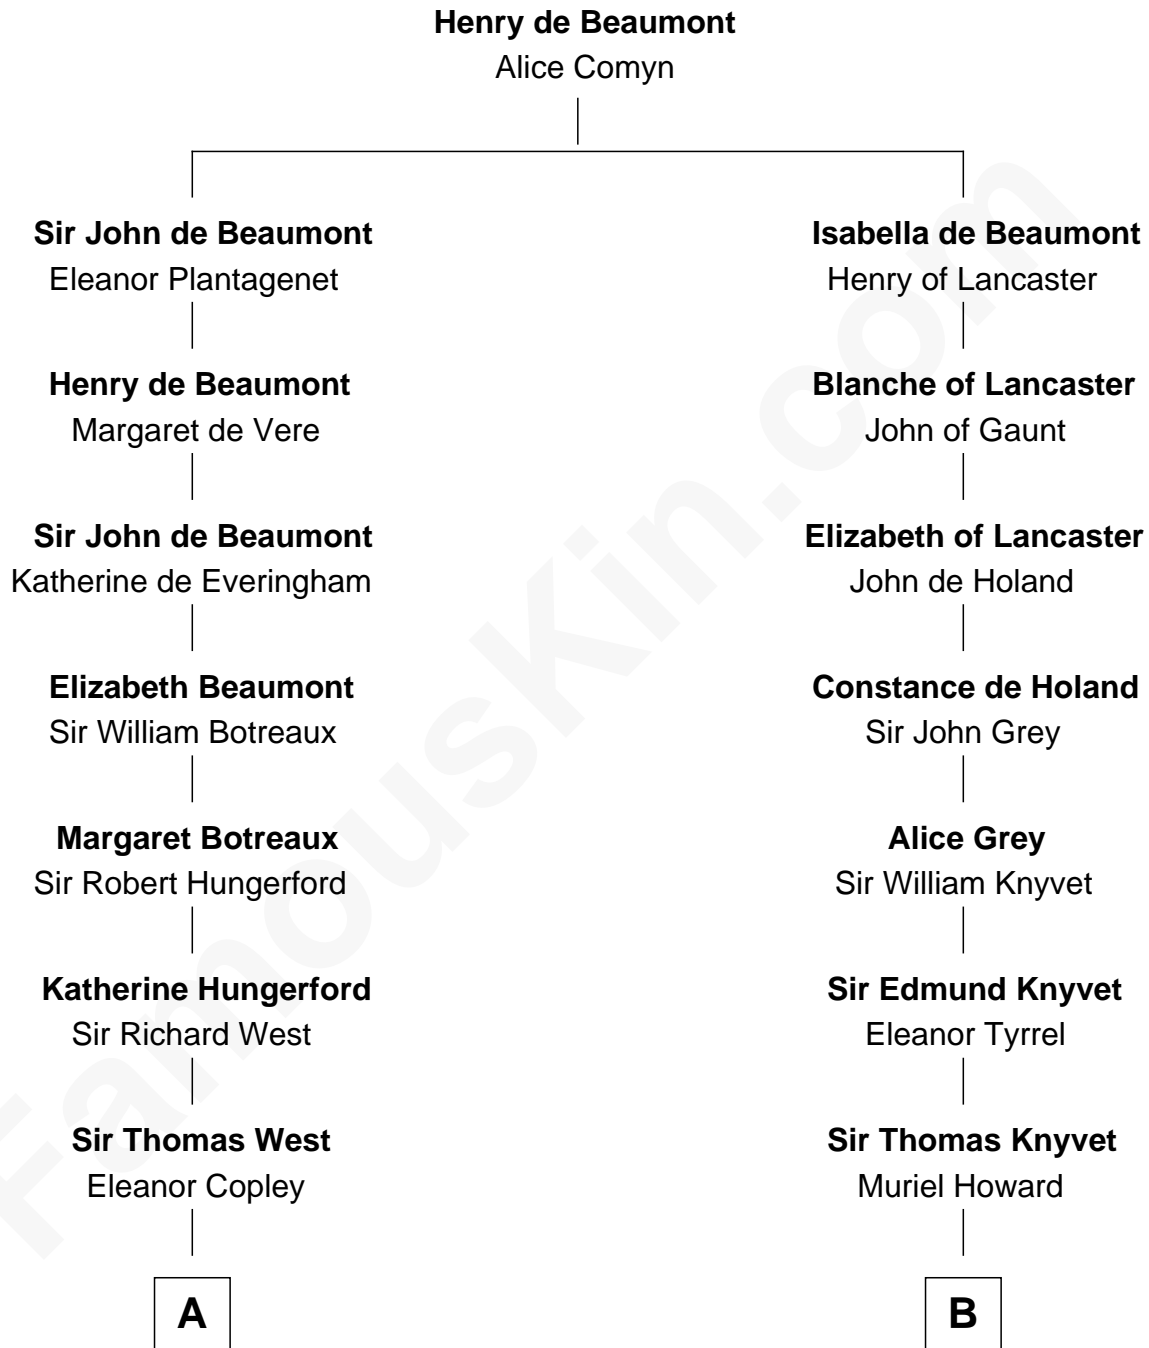 Henry de Beaumont
Alice Comyn
Sir John de Beaumont
Eleanor Plantagenet
Isabella de Beaumont
Henry of Lancaster
Henry de Beaumont
Margaret de Vere
Blanche of Lancaster
John of Gaunt
Sir John de Beaumont
Katherine de Everingham
Elizabeth of Lancaster
John de Holand
Elizabeth Beaumont
Sir William Botreaux
Constance de Holand
Sir John Grey
Margaret Botreaux
Sir Robert Hungerford
Alice Grey
Sir William Knyvet
Katherine Hungerford
Sir Richard West
Sir Edmund Knyvet
Eleanor Tyrrel
Sir Thomas West
Eleanor Copley
Sir Thomas Knyvet
Muriel Howard
A
B
FamousKin.com